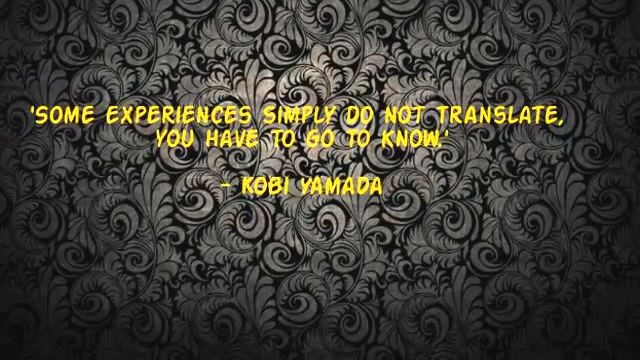 'SOME EXPERIENCES SIMPLY DO NOT TRANSLATE,
YOU HAVE TO GO TO KNOW.'
- KOBI YAMADA